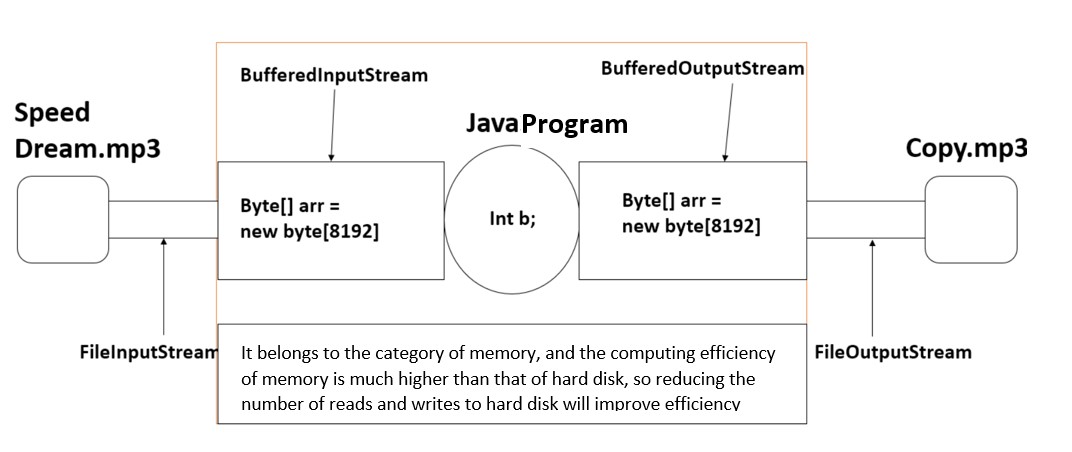 BufferedInputStream
BufferedOutputStream
Speed
Dream.mp3
Java Program
Copy.mp3
Byte[] arr =
new byte[8192]
Int b;
Byte[] arr =
new byte[8192]
FileInputStream
It belongs to the category of memory, and the computing efficiency
of memory is much higher than that of hard disk, so reducing the
number of reads and writes to hard disk will improve efficiency
FileOutputStream